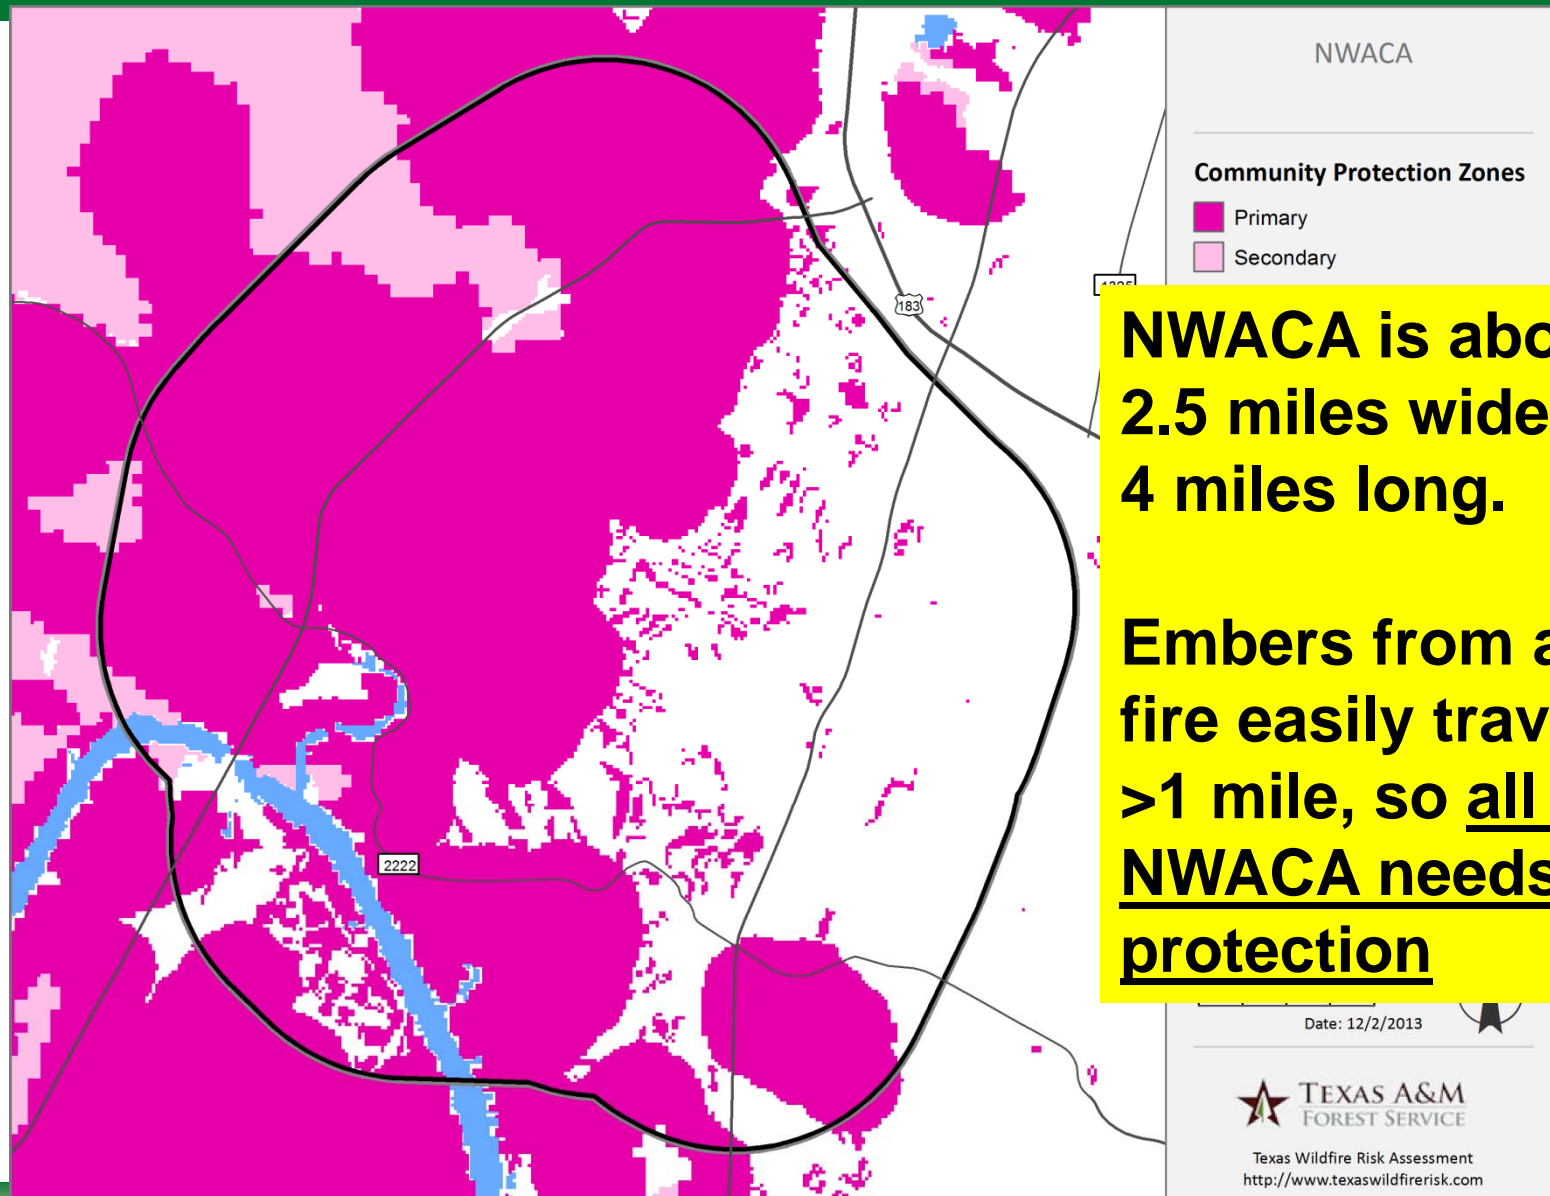 NWACA
Community Protection Zones
Primary
Secondary
183
NWACA is
2.5 miles wide
4 miles long.
Embers from
fire easily
>1 mile, so all
NWACA needs
protection
2222
Date: 12/2/2013
TEXAS A&M
FOREST SERVICE
Texas Wildfire Risk Assessment
http://www.texaswildfirerisk.com